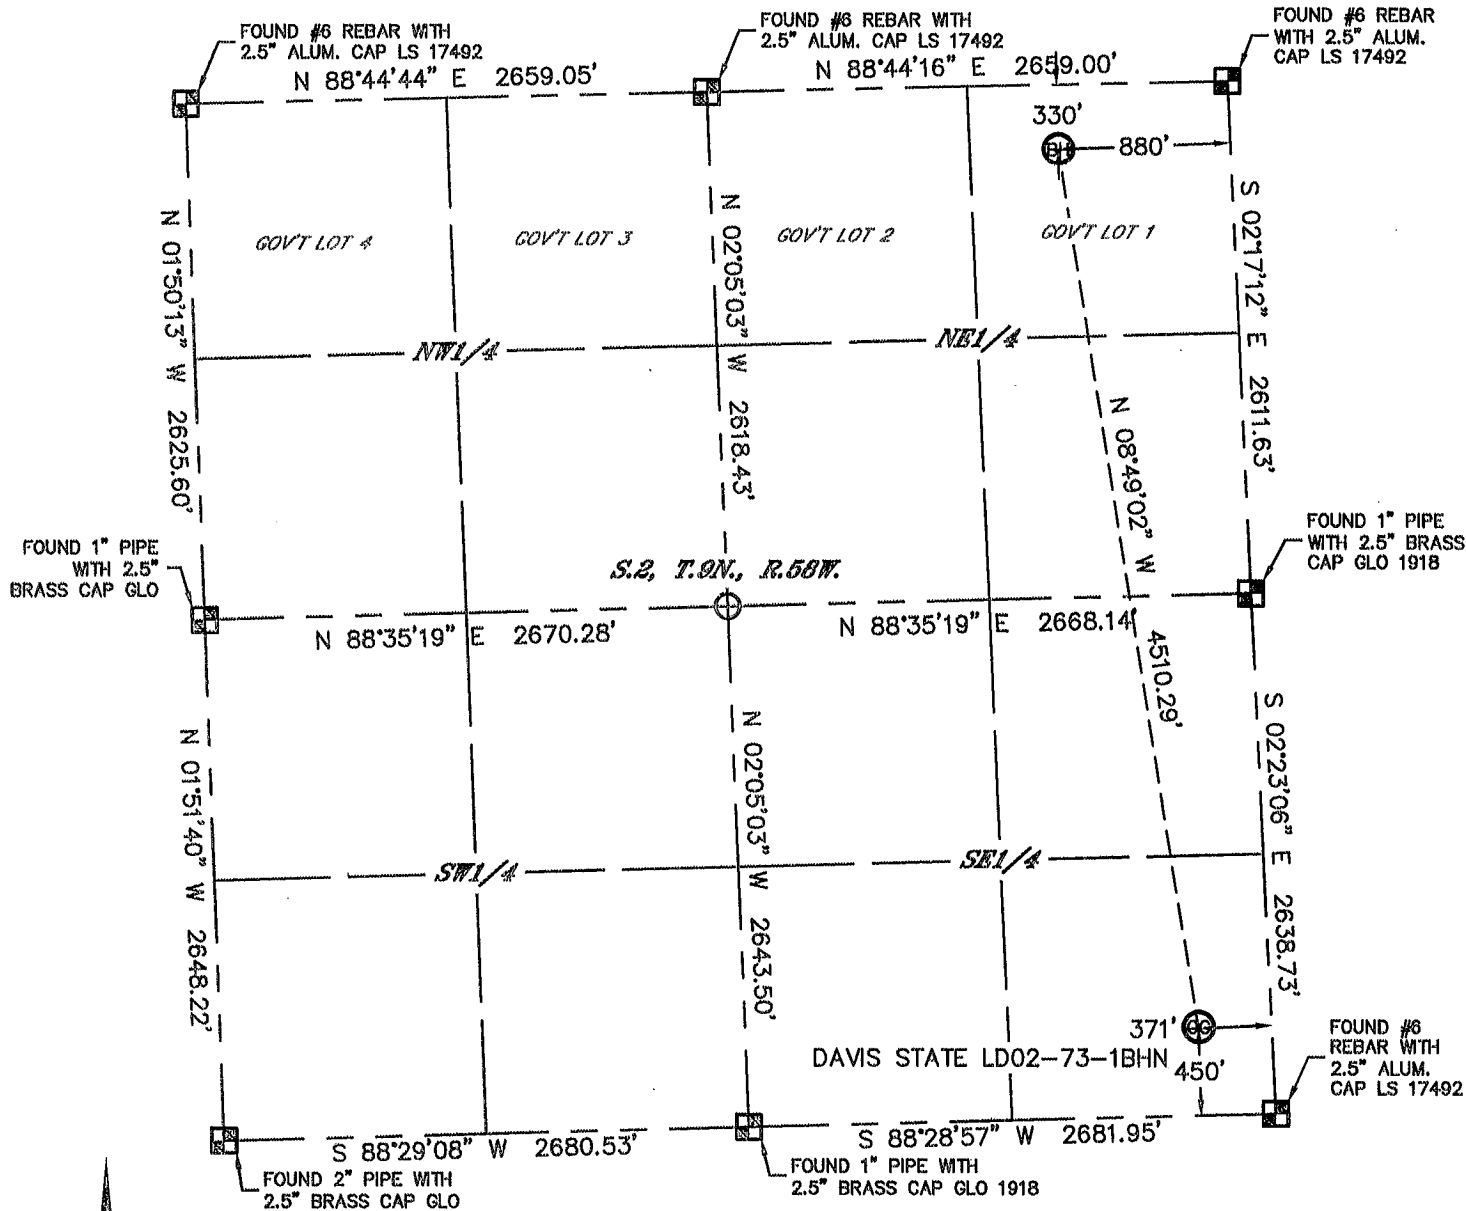 FOUND #6 REBAR WITH
2.5" ALUM. CAP LS 17492
FOUND #6 REBAR WITH
2.5" ALUM. CAP LS 17492
FOUND #6 REBAR
WITH 2.5" ALUM.
CAP LS 17492
N 88°44'44" E 2659.05'
N 88°44'16" E 2659.00'
330'
BH
880'
GOV'T LOT 4
GOV'T LOT 3
GOV'T LOT 2
GOV'T LOT 1
N 01°50'13" W 2625.60'
N 02°05'03" W 2618.43'
S 02°17'12" E 2611.63'
NW1/4
NE1/4
N 08°49'02" W 4510.29'
FOUND 1" PIPE
WITH 2.5"
BRASS CAP GLO
S.2, T.9N., R.58W.
FOUND 1" PIPE
WITH 2.5" BRASS
CAP GLO 1918
N 88°35'19" E 2670.28'
N 88°35'19" E 2668.14'
N 01°51'40" W 2648.22'
N 02°05'03" W 2643.50'
S 02°23'06" E 2638.73'
SW1/4
SE1/4
371'
OG
DAVIS STATE LD02-73-1BHN
450'
FOUND #6
REBAR WITH
2.5" ALUM.
CAP LS 17492
S 88°29'08" W 2680.53'
S 88°28'57" W 2681.95'
FOUND 2" PIPE WITH
2.5" BRASS CAP GLO
FOUND 1" PIPE WITH
2.5" BRASS CAP GLO 1918